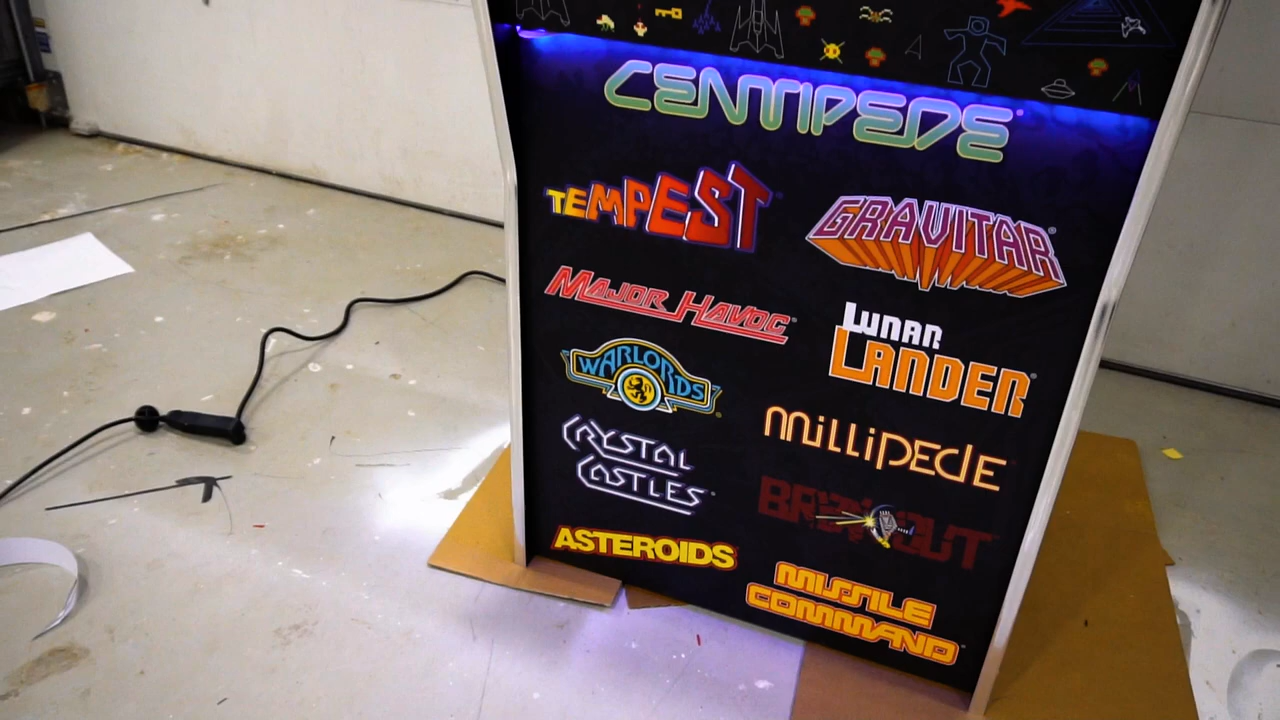 CENTIPEDE
TEMPEST
GRAVITAR
MAJOR HAVOC
LUNAR
LANDER
WARLORDS
MILLIPEDE
CRYSTAL
CASTLES
BREAKOUT
ASTEROIDS
MISSILE
COMMAND